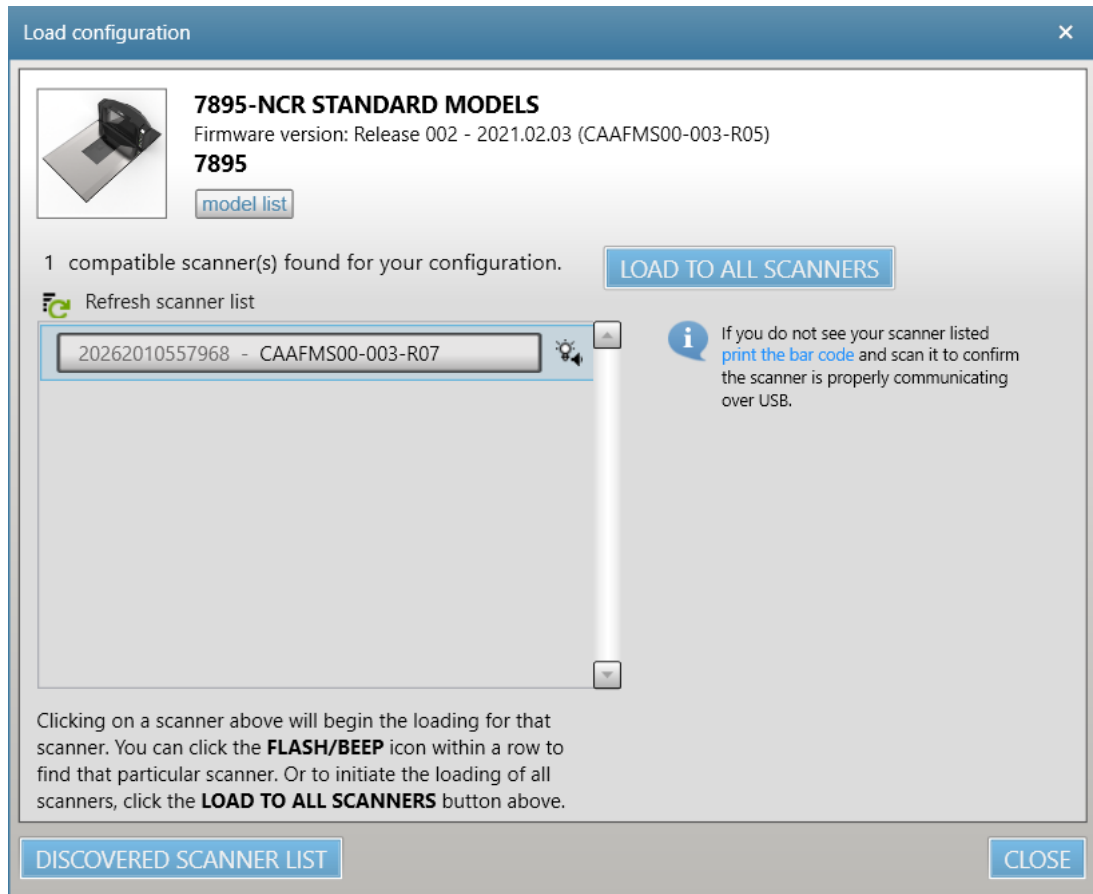 Load configuration
7895-NCR STANDARD MODELS
Firmware version: Release 002 - 2021.02.03 (CAAFMS00-003-R05)
7895
model list
1 compatible scanner(s) found for your configuration.
LOAD TO ALL SCANNERS
Refresh scanner list
20262010557968 - CAAFMS00-003-R07
If you do not see your scanner listed
print the bar code and scan it to confirm
the scanner is properly communicating
over USB.
Clicking on a scanner above will begin the loading for that
scanner. You can click the FLASH/BEEP icon within a row to
find that particular scanner. Or to initiate the loading of all
scanners, click the LOAD TO ALL SCANNERS button above.
DISCOVERED SCANNER LIST
CLOSE